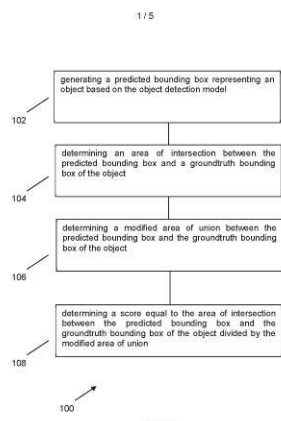 1 / 5
generating a predicted bounding box representing an
object based on the object detection model
102
determining an area of intersection between the
predicted bounding box and a groundtruth bounding
box of the object
104
determining a modified area of union between the
predicted bounding box and the groundtruth bounding
box of the object
106
determining a score equal to the area of intersection
between the predicted bounding box and the
groundtruth bounding box of the object divided by the
modified area of union
108
100